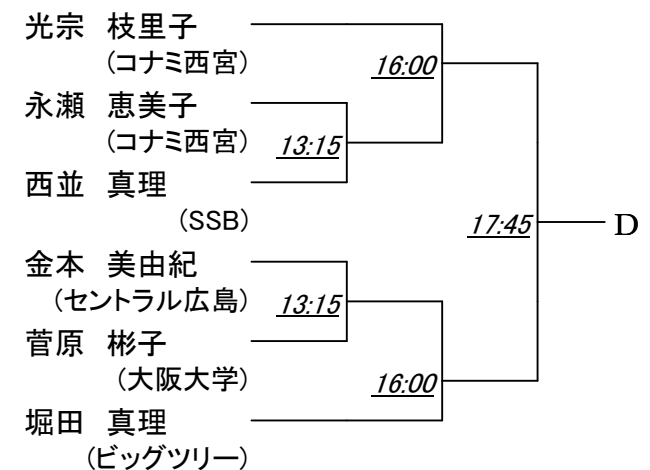 光宗 枝里子
(コナミ西宮)
16:00
永瀬 恵美子
(コナミ西宮)
13:15
西並 真理
(SSB)
17:45
D
金本 美由紀
(セントラル広島)
13:15
菅原 彬子
(大阪大学)
16:00
堀田 真理
(ビッグツリー)